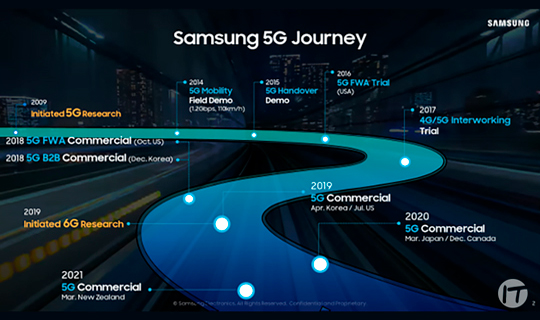 SAMSUNG
Samsung 5G Journey
2009
Initiated 5G Research
2014
5G Mobility
Field Demo
(1.2Gbps, 110km/h)
2015
5G Handover
Demo
2016
5G FWA Trial
(USA)
2017
4G/5G Interworking
Trial
2018 5G FWA Commercial (Oct. US)
2018 5G B2B Commercial (Dec. Korea)
2019
5G Commercial
Apr. Korea / Jul. US
2019
Initiated 6G Research
2020
5G Commercial
Mar. Japan / Dec. Canada
2021
5G Commercial
Mar. New Zealand
© Samsung Electronics. All Rights Reserved. Confidential and Proprietary.
2
IT